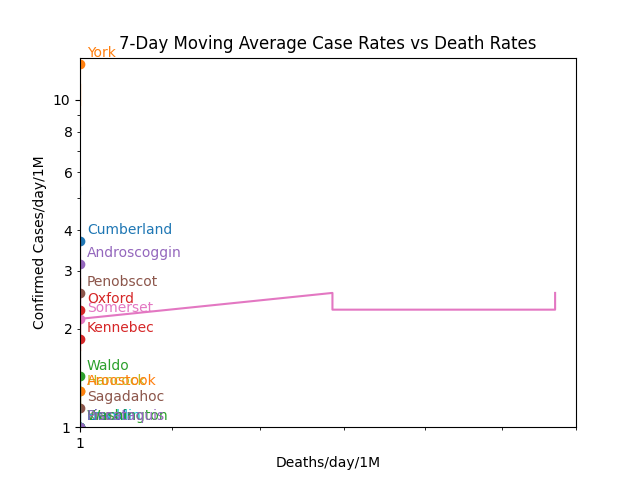 7-Day Moving Average Case Rates vs Death Rates
York
10
8
6
Cumberland
4
Androscoggin
3
Penobscot
Oxford
Somerset
Kennebec
2
Waldo
Sagadahoc
1
1
Deaths/day/1M
Confirmed Cases/day/1M